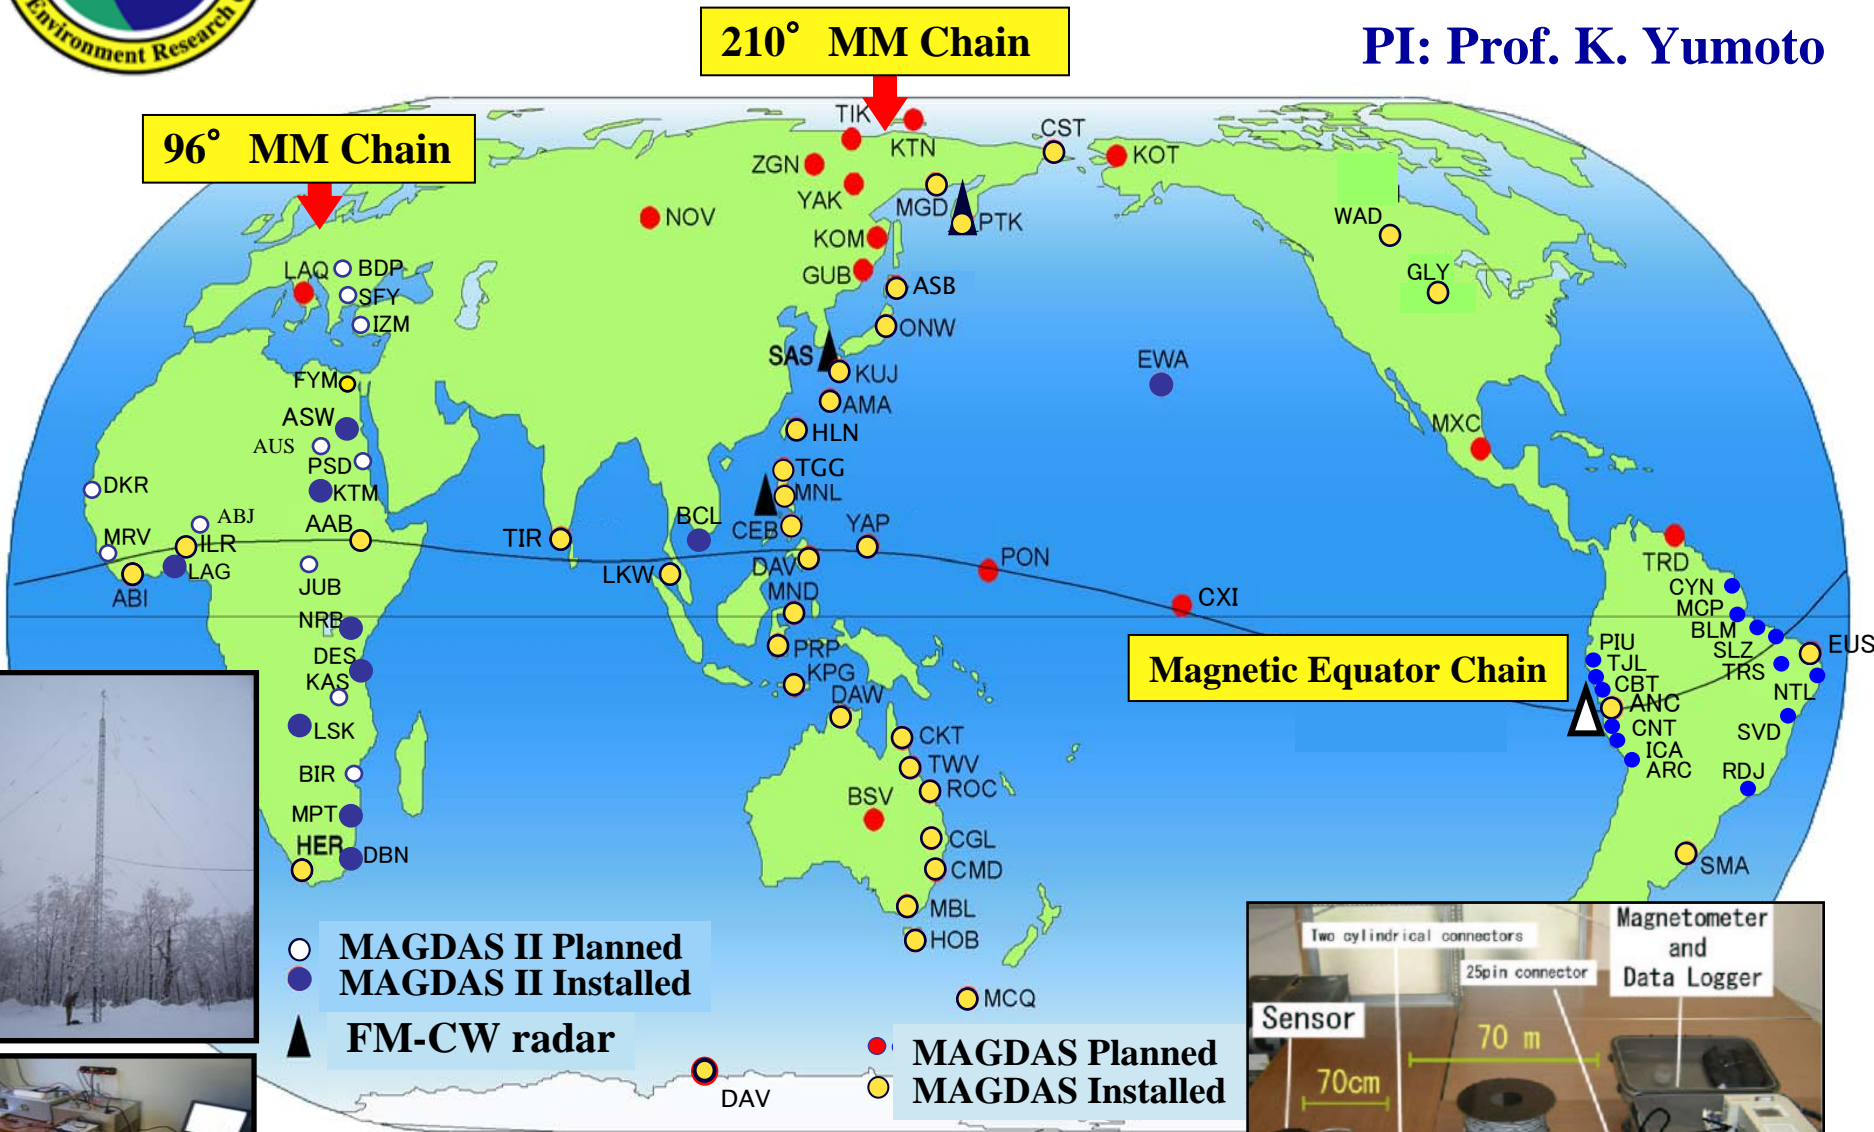 Environment Research
210° MM Chain
PI: Prof. K. Yumoto
96° MM Chain
TIK
KTN
CST
ZGN
KOT
YAK
MGD
PTK
NOV
WAD
KOM
GUB
LAQ
BDP
GLY
ASB
SFY
IZM
ONW
SAS
KUJ
EWA
FYM
AMA
ASW
HLN
MXC
AUS
PSD
TGG
DKR
KTM
MNL
ABJ
AAB
BCL
CEB
YAP
MRV
ILR
TIR
LAG
LKW
DAV
PON
TRD
ABI
JUB
MND
CXI
CYN
MCP
NRB
BLM
EUS
PIU
SLZ
DES
PRP
Magnetic Equator Chain
TJL
TRS
KAS
KPG
CBT
NTL
DAW
ANC
LSK
CKT
CNT
SVD
ICA
BIR
TWV
ARC
RDJ
BSV
ROC
MPT
HER
DBN
CGL
CMD
SMA
MBL
HOB
MAGDAS II Planned
MAGDAS II Installed
FM-CW radar
MCQ
MAGDAS Planned
MAGDAS Installed
DAV
Two cylindrical connectors
Magnetometer
and
Data Logger
25pin connector
Sensor
70 m
70cm